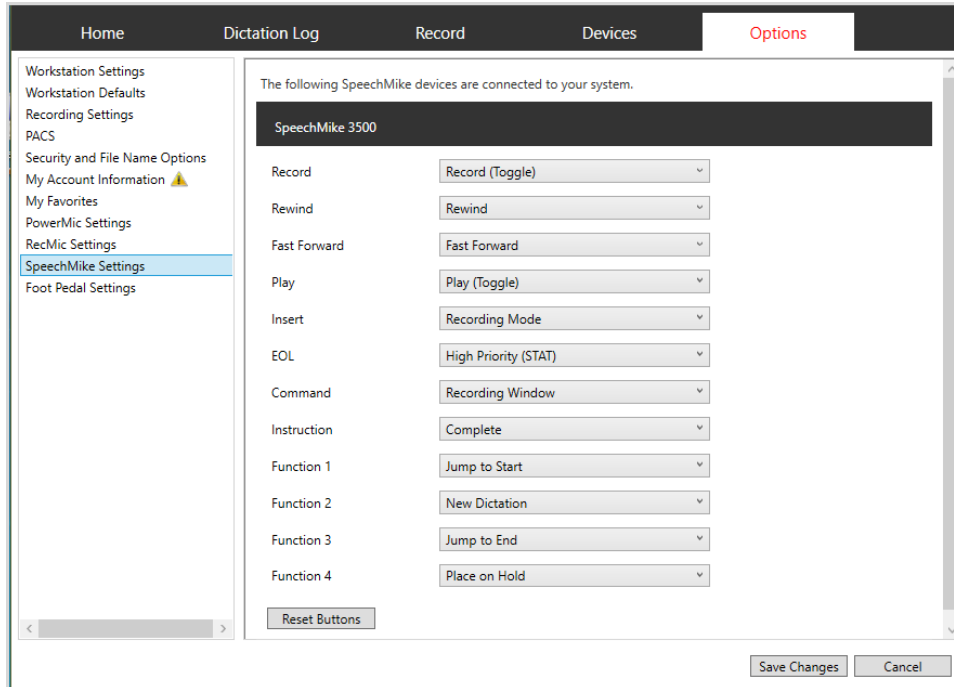 Home Dictation Log Record Devices Options
Workstation Settings
Workstation Defaults
Recording Settings
PACS
Security and File Name Options
My Account Information
My Favorites
PowerMic Settings
RecMic Settings
SpeechMike Settings
Foot Pedal Settings
The following SpeechMike devices are connected to your system.
SpeechMike 3500
Record Record (Toggle)
Rewind Rewind
Fast Forward Fast Forward
Play Play (Toggle)
Insert Recording Mode
EOL High Priority (STAT)
Command Recording Window
Instruction Complete
Function 1 Jump to Start
Function 2 New Dictation
Function 3 Jump to End
Function 4 Place on Hold
Reset Buttons
Save Changes Cancel